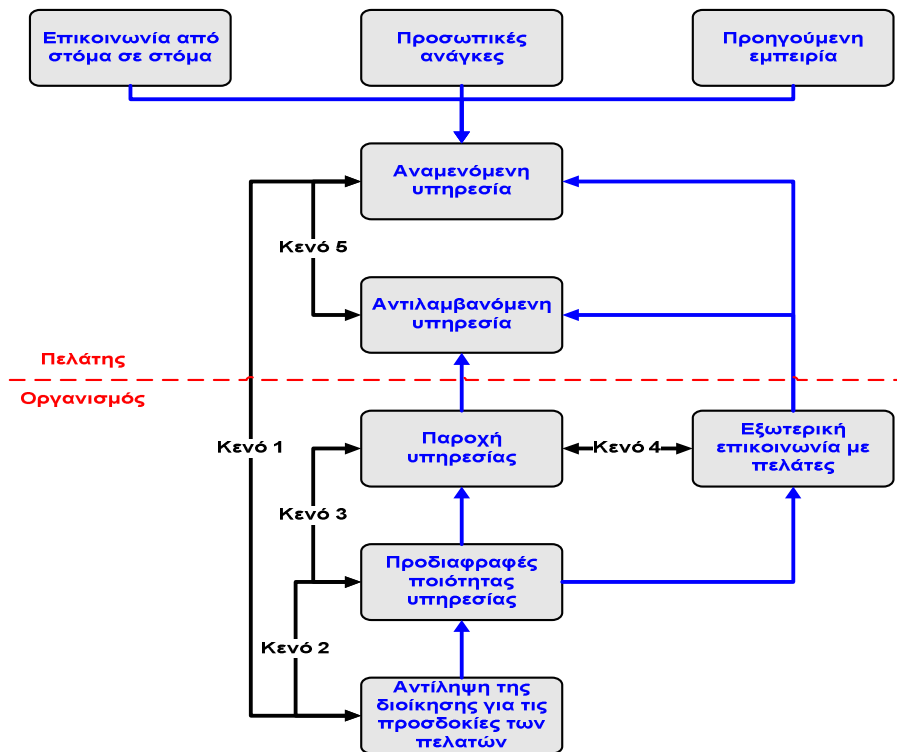 Επικοινωνία από
στόμα σε στόμα
Προσωπικές
ανάγκες
Προηγούμενη
εμπειρία
Αναμενόμενη
υπηρεσία
Κενό 5
Αντιλαμβανόμενη
υπηρεσία
Πελάτης
Οργανισμός
Κενό 1
Παροχή
υπηρεσίας
Κενό 4
Εξωτερική
επικοινωνία με
πελάτες
Κενό 3
Προδιαφραφές
ποιότητας
υπηρεσίας
Κενό 2
Αντίληψη της
διοίκησης για τις
προσδοκίες των
πελατών